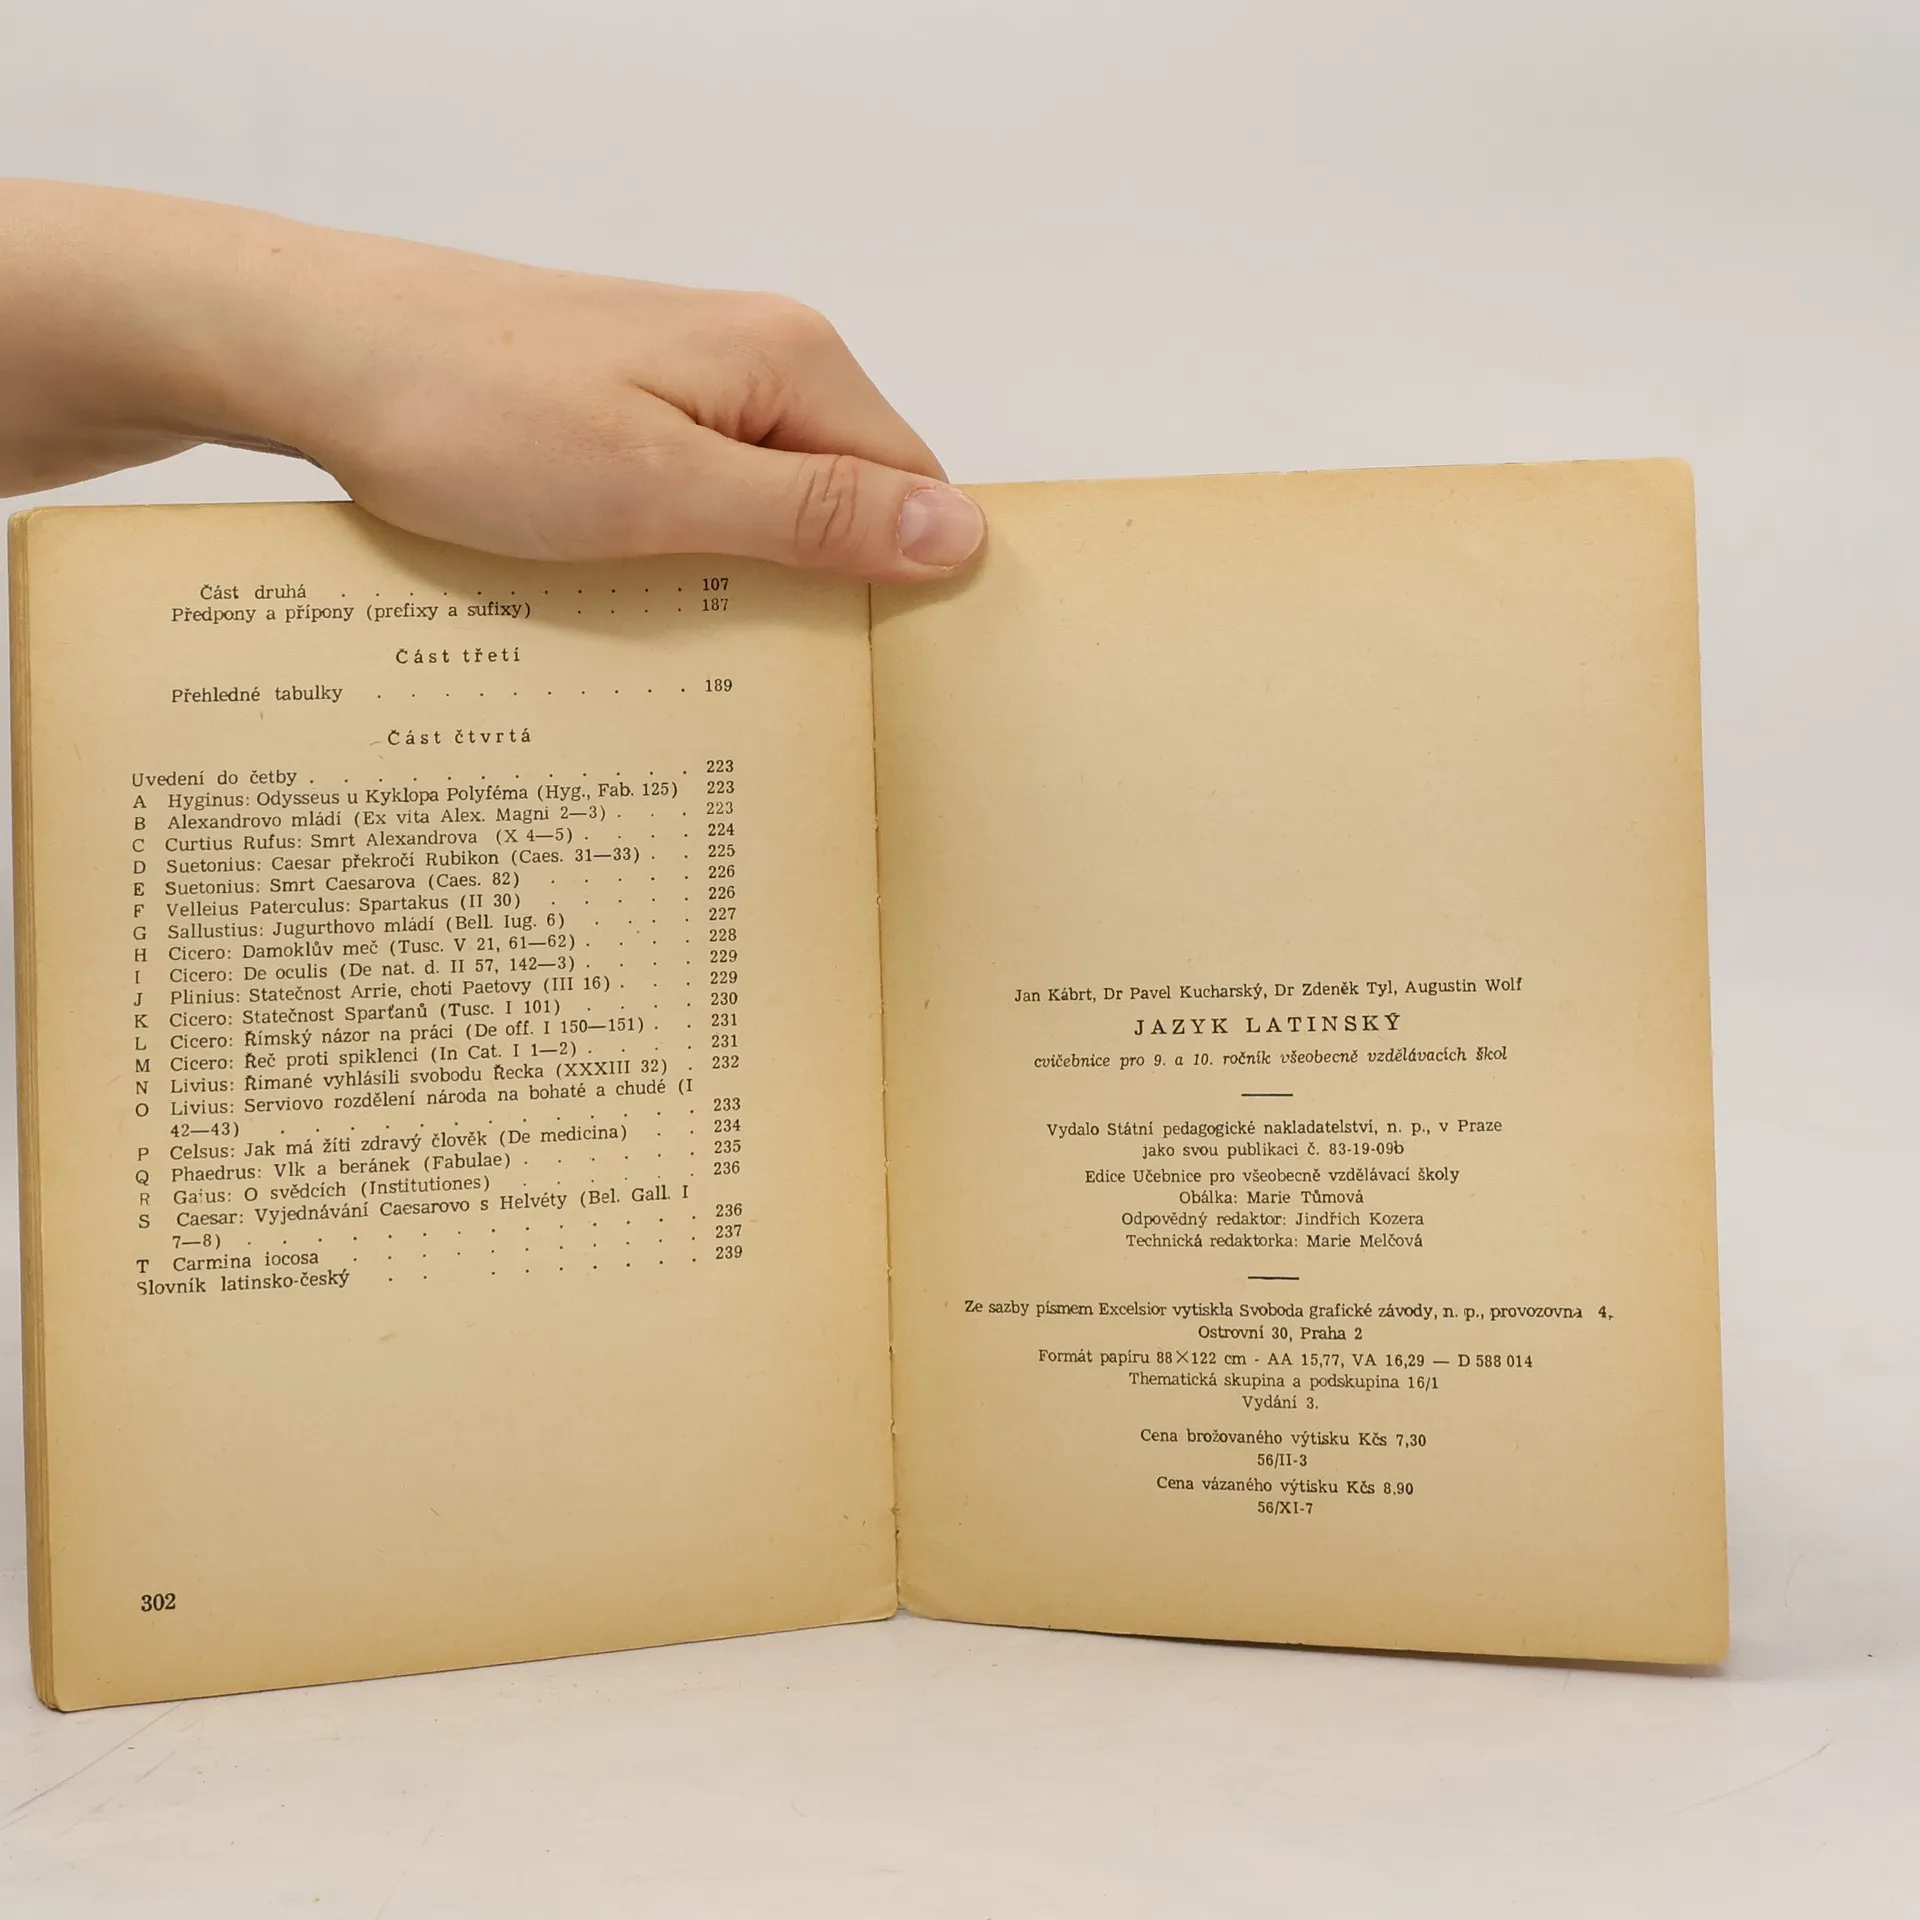 Část druhá . . . . . . . . . . . 107
Předpony a přípony (prefixy a sufixy) . . . . 187
Část třetí
Přehledné tabulky . . . . . . . . . . 189
Část čtvrtá
Uvedení do četby . . . . . . . . . . . . 223
A Hyginus: Odysseus u Kyklopa Polyféma (Hyg., Fab. 125) 223
B Alexandrovo mládí (Ex vita Alex. Magni 2—3) . . . 223
C Curtius Rufus: Smrt Alexandrova (X 4—5) . . . . 224
D Suetonius: Caesar překročí Rubikon (Caes. 31—33) . . 225
E Suetonius: Smrt Caesarova (Caes. 82) . . . . . 226
F Velleius Paterculus: Spartakus (II 30) . . . . . 226
G Sallustius: Jugurthovo mládí (Bell. Iug. 6) . . . . 227
H Cicero: Damoklův meč (Tusc. V 21, 61—62) . . . . 228
I Cicero: De oculis (De nat. d. II 57, 142—3) . . . . 229
J Plinius: Statečnost Arrie, choti Paetovy (III 16) . . . 229
K Cicero: Statečnost Sparťanů (Tusc. I 101) . . . . 230
L Cicero: Římský názor na práci (De off. I 150—151) . . 231
M Cicero: Řeč proti spiklenci (In Cat. I 1—2) . . . . 231
N Livius: Římané vyhlásili svobodu Řecka (XXXIII 32) . 232
O Livius: Serviovo rozdělení národa na bohaté a chudé (I
42—43) . . . . . . . . . . . . . 233
P Celsus: Jak má žíti zdravý člověk (De medicina) . . 234
Q Phaedrus: Vlk a beránek (Fabulae) . . . . . . 235
R Gaius: O svědcích (Institutiones) . . . . . . 236
S Caesar: Vyjednávání Caesarovo s Helvéty (Bel. Gall. I
7—8) . . . . . . . . . . . . . . 236
T Carmina iocosa . . . . . . . . . . . 237
Slovník latinsko-český . . . . . . . . . 239
302
Jan Kábrt, Dr Pavel Kucharský, Dr Zdeněk Tyl, Augustin Wolf
JAZYK LATINSKÝ
cvičebnice pro 9. a 10. ročník všeobecně vzdělávacích škol
Vydalo Státní pedagogické nakladatelství, n. p., v Praze
jako svou publikaci č. 83-19-09b
Edice Učebnice pro všeobecně vzdělávací školy
Obálka: Marie Tůmová
Odpovědný redaktor: Jindřich Kozera
Technická redaktorka: Marie Melčová
Ze sazby písmem Excelsior vytiskla Svoboda grafické závody, n. p., provozovna 4,
Ostrovní 30, Praha 2
Formát papíru 88×122 cm - AA 15,77, VA 16,29 — D 588 014
Thematická skupina a podskupina 16/1
Vydání 3.
Cena brožovaného výtisku Kčs 7,30
56/II-3
Cena vázaného výtisku Kčs 8,90
56/XI-7